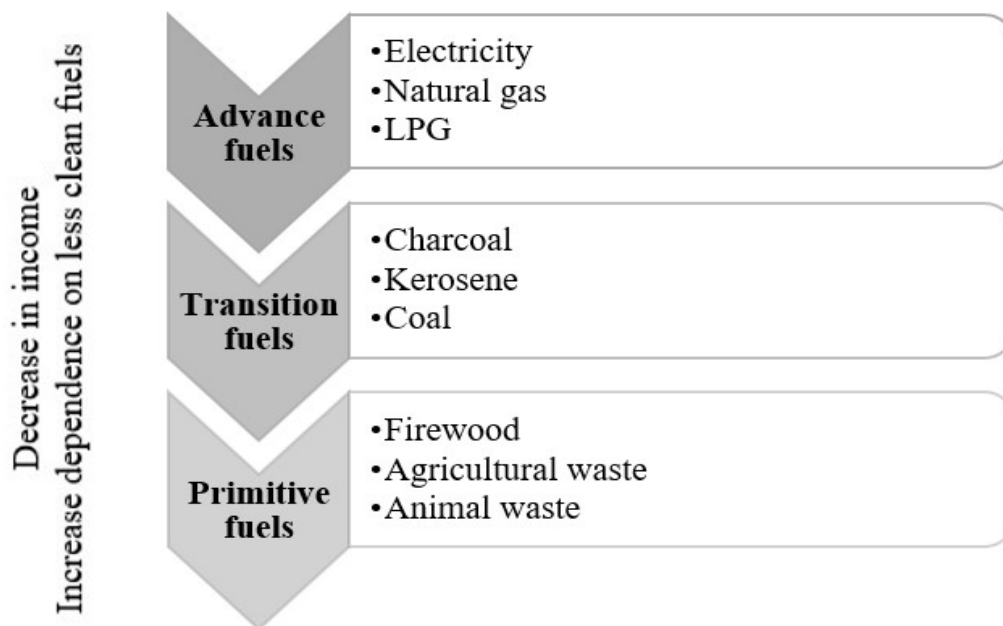 Decrease in income
Increase dependence on less clean fuels
Advance
fuels
•Electricity
•Natural gas
•LPG
Transition
fuels
•Charcoal
•Kerosene
•Coal
Primitive
fuels
•Firewood
•Agricultural waste
•Animal waste